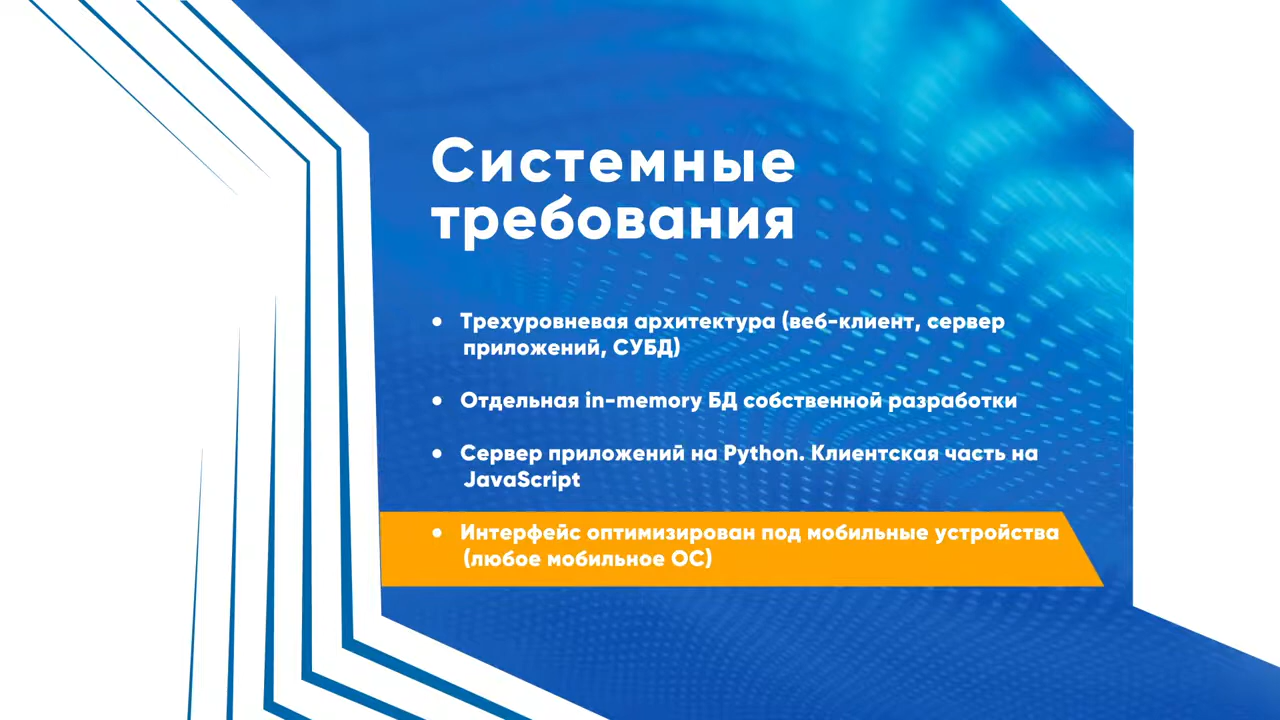 Системные
требования
• Трехуровневая архитектура (веб-клиент, сервер
приложений, СУБД)
• Отдельная in-memory БД собственной разработки
• Сервер приложений на Python. Клиентская часть на
JavaScript
• Интерфейс оптимизирован под мобильные устройства
(любое мобильное ОС)